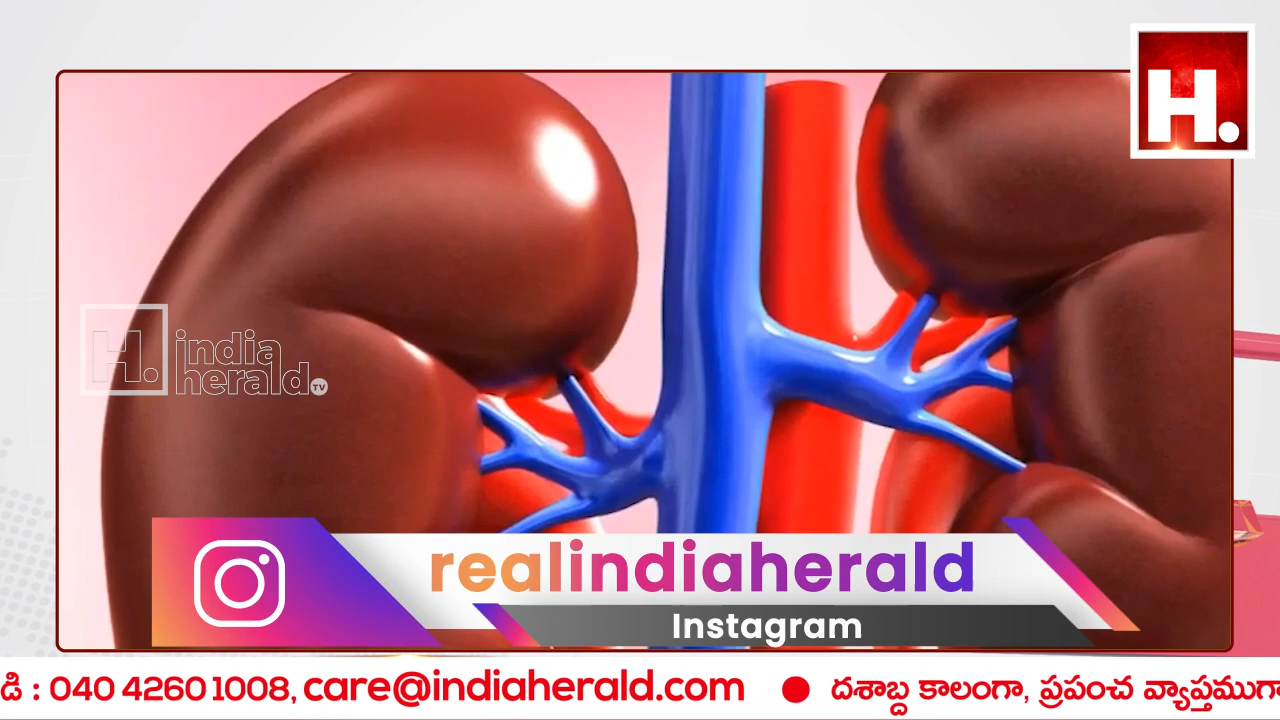 H.
H. india
herald TV
realindiaherald
Instagram
డి : 040 4260 1008, care@indiaherald.com ● దశాబ్ద కాలంగా, ప్రపంచ వ్యాప్తముగా